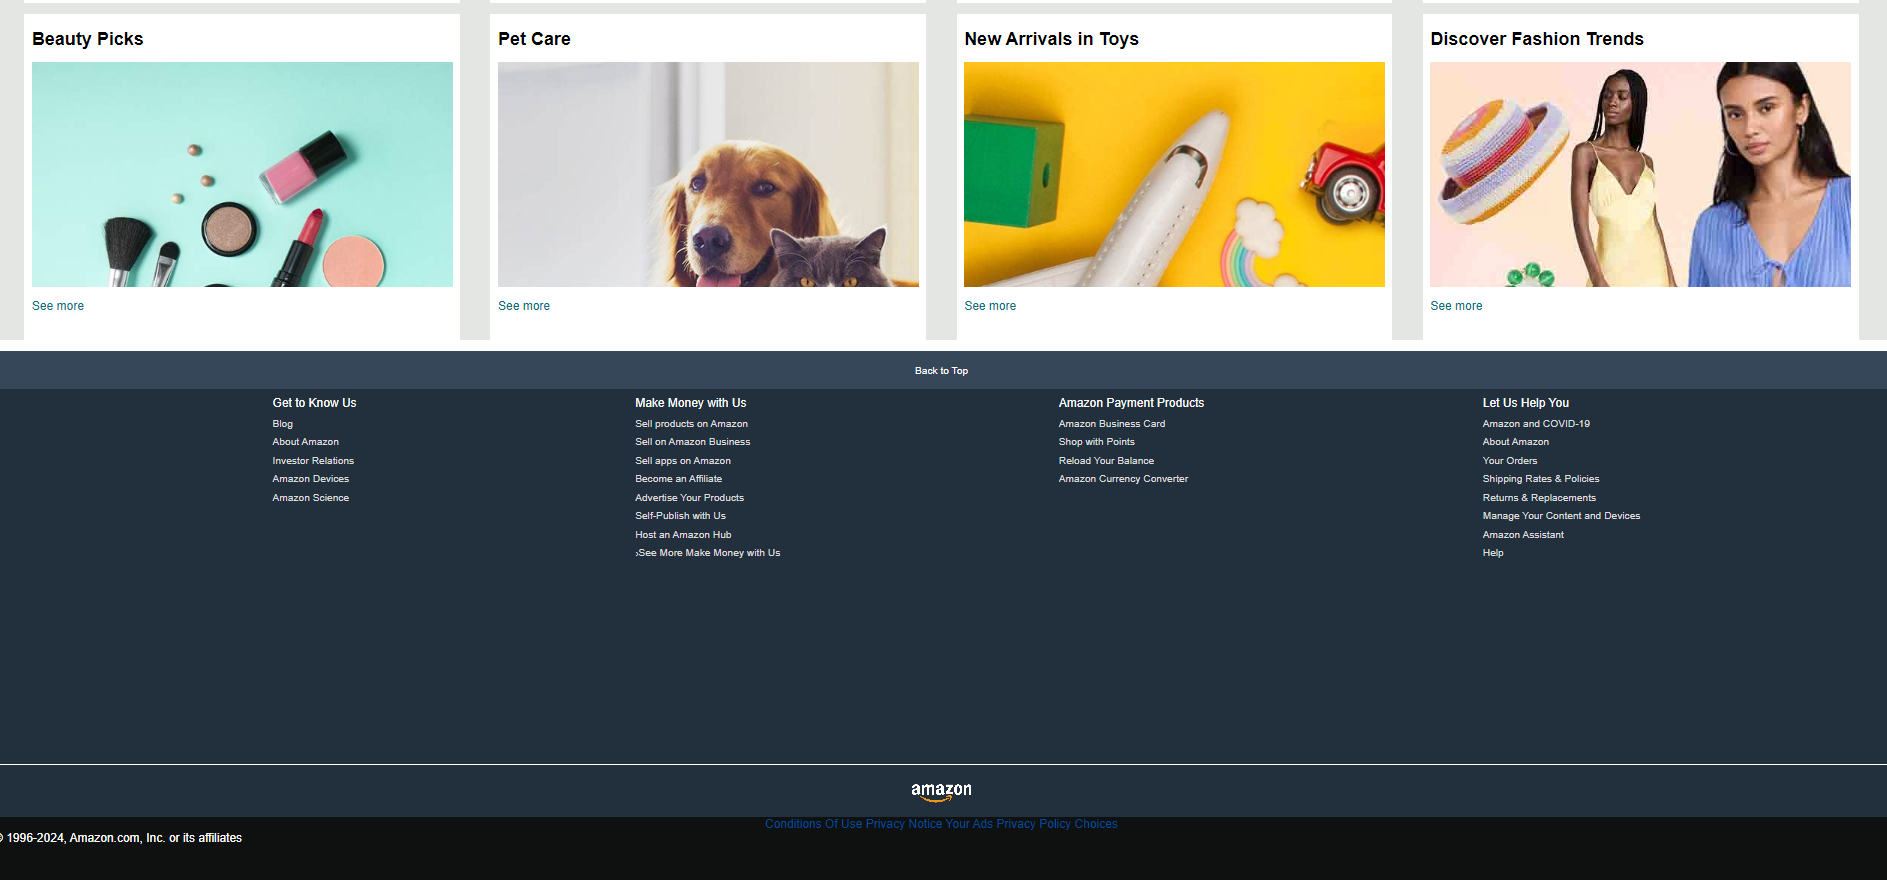 Beauty Picks
Pet Care
New Arrivals in Toys
Discover Fashion Trends
See more
See more
See more
See more
Back to Top
Get to Know Us
Blog
About Amazon
Investor Relations
Amazon Devices
Amazon Science
Make Money with Us
Sell products on Amazon
Sell on Amazon Business
Sell apps on Amazon
Become an Affiliate
Advertise Your Products
Self-Publish with Us
Host an Amazon Hub
›See More Make Money with Us
Amazon Payment Products
Amazon Business Card
Shop with Points
Reload Your Balance
Amazon Currency Converter
Let Us Help You
Amazon and COVID-19
About Amazon
Your Orders
Shipping Rates & Policies
Returns & Replacements
Manage Your Content and Devices
Amazon Assistant
Help
amazon
Conditions Of Use Privacy Notice Your Ads Privacy Policy Choices
© 1996-2024, Amazon.com, Inc. or its affiliates